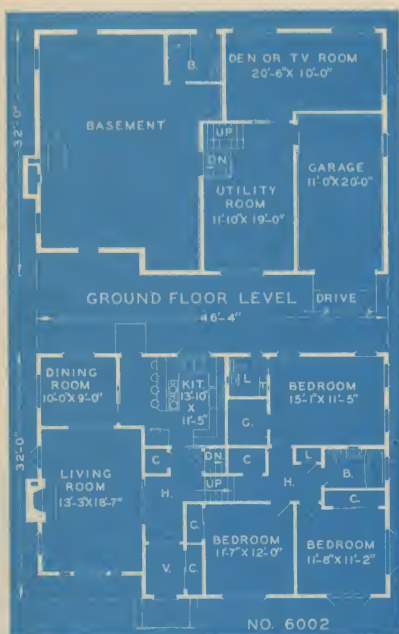 B.
DEN OR TV ROOM
20'-6" X 10'-0"
BASEMENT
32'-0"
UP
DN.
GARAGE
11'-0" X 20'-0"
UTILITY
ROOM
11'-10" X 19'-0"
GROUND FLOOR LEVEL
DRIVE
46'-4"
DINING
ROOM
10'-0" X 9'-0"
KIT.
13'-10"
X
11'-5"
L.
BEDROOM
15'-1" X 11'-5"
C.
32'-0"
C.
DN.
C.
L.
B.
UP
H.
H.
LIVING
ROOM
13'-3" X 18'-7"
C.
C.
BEDROOM
11'-7" X 12'-0"
BEDROOM
11'-8" X 11'-2"
V.
C.
NO. 6002